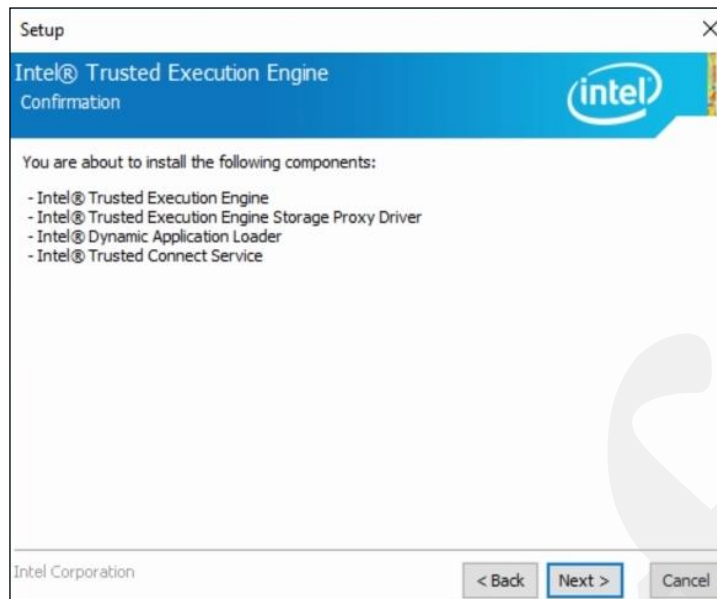 Setup
Intel® Trusted Execution Engine
Confirmation
intel
You are about to install the following components:
- Intel® Trusted Execution Engine
- Intel® Trusted Execution Engine Storage Proxy Driver
- Intel® Dynamic Application Loader
- Intel® Trusted Connect Service
Intel Corporation
< Back
Next >
Cancel